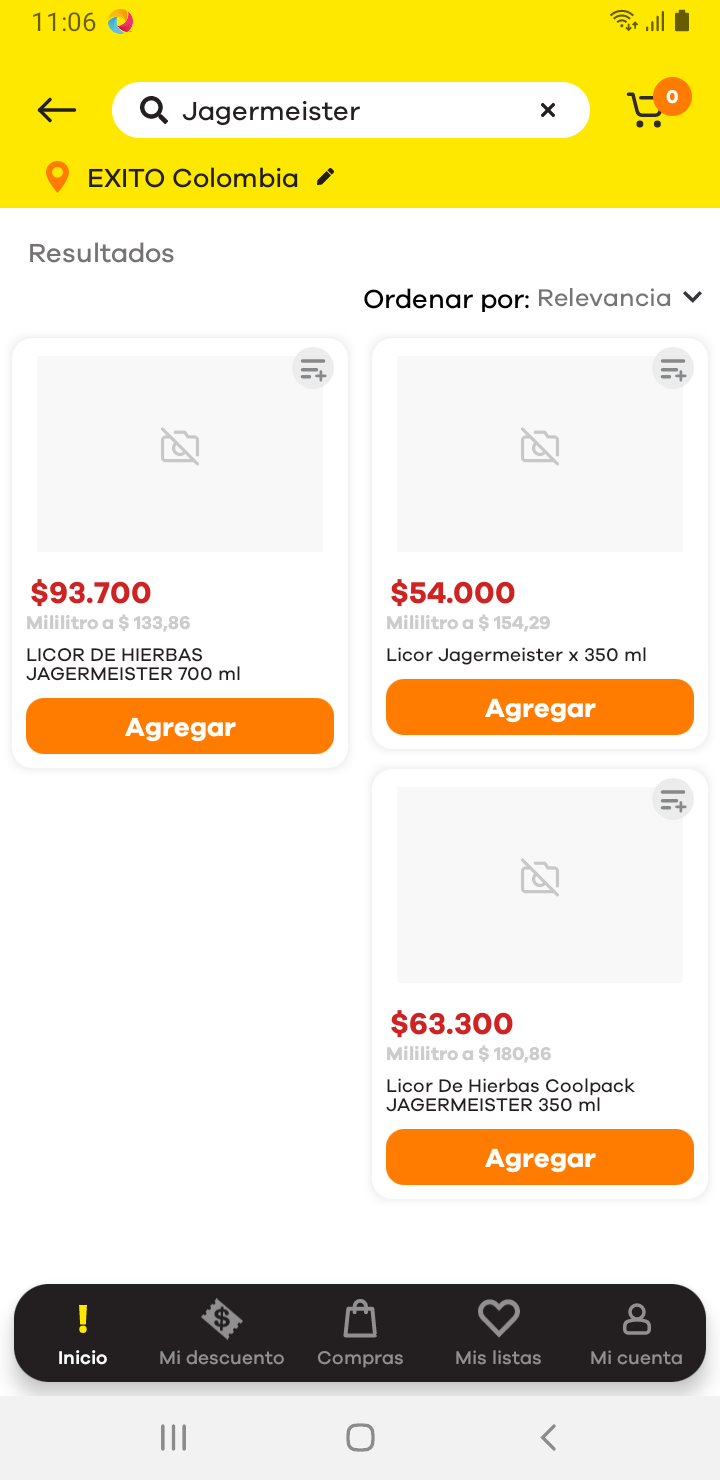 11:06
Jagermeister
0
EXITO Colombia
Resultados
Ordenar por: Relevancia
$93.700
Mililitro a $ 133,86
LICOR DE HIERBAS
JAGERMEISTER 700 ml
Agregar
$54.000
Mililitro a $ 154,29
Licor Jagermeister x 350 ml
Agregar
$63.300
Mililitro a $ 180,86
Licor De Hierbas Coolpack
JAGERMEISTER 350 ml
Agregar
Inicio
Mi descuento
Compras
Mis listas
Mi cuenta